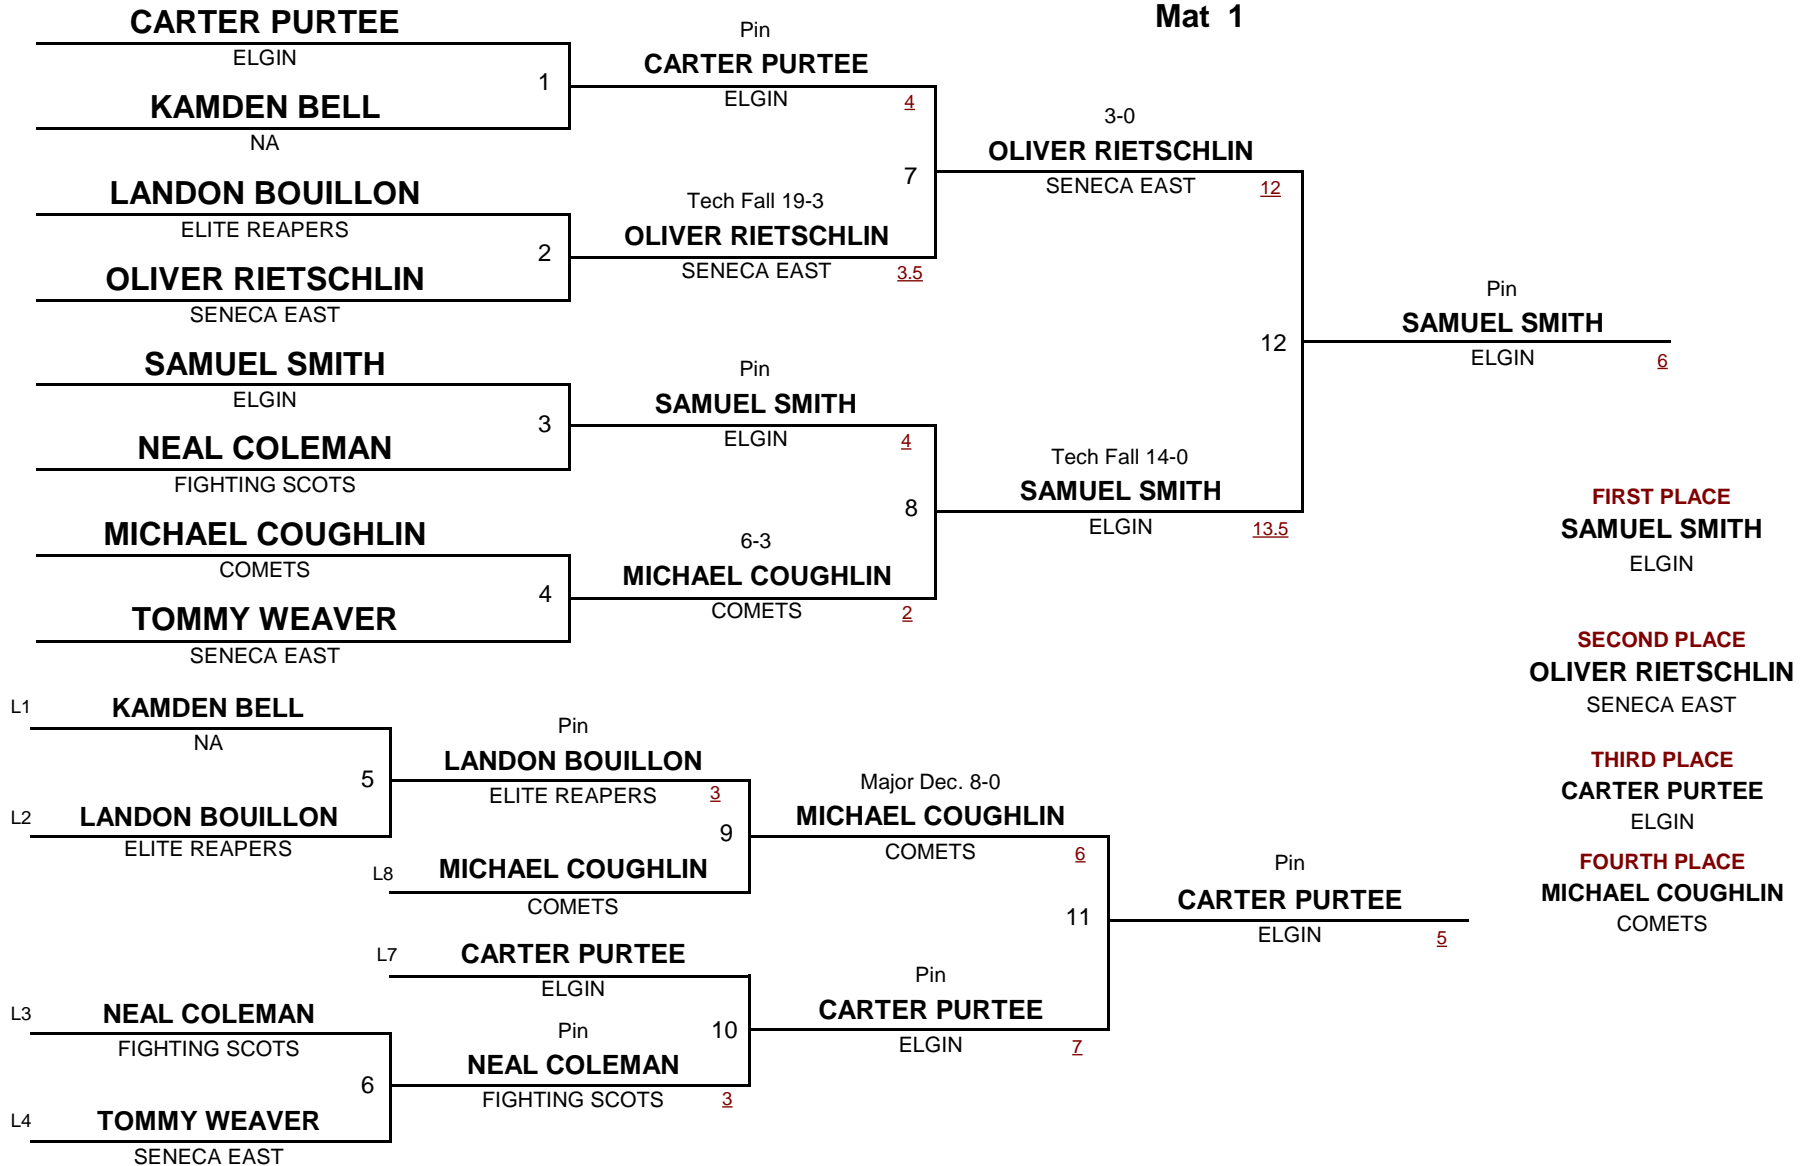 Mat 1
CARTER PURTEE
ELGIN
1
KAMDEN BELL
NA
LANDON BOUILLON
ELITE REAPERS
2
OLIVER RIETSCHLIN
SENECA EAST
SAMUEL SMITH
ELGIN
3
NEAL COLEMAN
FIGHTING SCOTS
MICHAEL COUGHLIN
COMETS
4
TOMMY WEAVER
SENECA EAST
Pin
CARTER PURTEE
ELGIN 4
7
Tech Fall 19-3
OLIVER RIETSCHLIN
SENECA EAST 3.5
Pin
SAMUEL SMITH
ELGIN 4
8
6-3
MICHAEL COUGHLIN
COMETS 2
3-0
OLIVER RIETSCHLIN
SENECA EAST 12
12
Tech Fall 14-0
SAMUEL SMITH
ELGIN 13.5
Pin
SAMUEL SMITH
ELGIN 6
FIRST PLACE
SAMUEL SMITH
ELGIN
SECOND PLACE
OLIVER RIETSCHLIN
SENECA EAST
THIRD PLACE
CARTER PURTEE
ELGIN
FOURTH PLACE
MICHAEL COUGHLIN
COMETS
L1 KAMDEN BELL
NA
5
L2 LANDON BOUILLON
ELITE REAPERS
L3 NEAL COLEMAN
FIGHTING SCOTS
6
L4 TOMMY WEAVER
SENECA EAST
Pin
LANDON BOUILLON
ELITE REAPERS 3
9
L8 MICHAEL COUGHLIN
COMETS
L7 CARTER PURTEE
ELGIN
10
Pin
NEAL COLEMAN
FIGHTING SCOTS 3
Major Dec. 8-0
MICHAEL COUGHLIN
COMETS 6
11
Pin
CARTER PURTEE
ELGIN 7
Pin
CARTER PURTEE
ELGIN 5